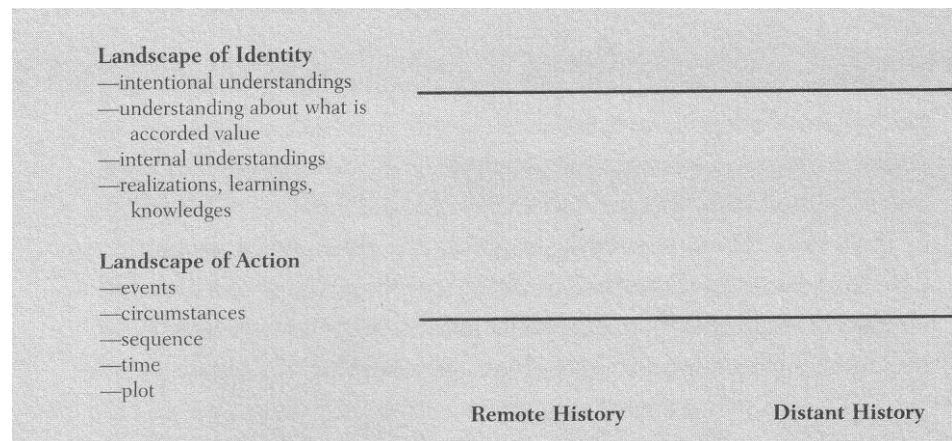 Landscape of Identity
—intentional understandings
—understanding about what is
accorded value
—internal understandings
—realizations, learnings,
knowledges
Landscape of Action
—events
—circumstances
—sequence
—time
—plot
Remote History Distant History